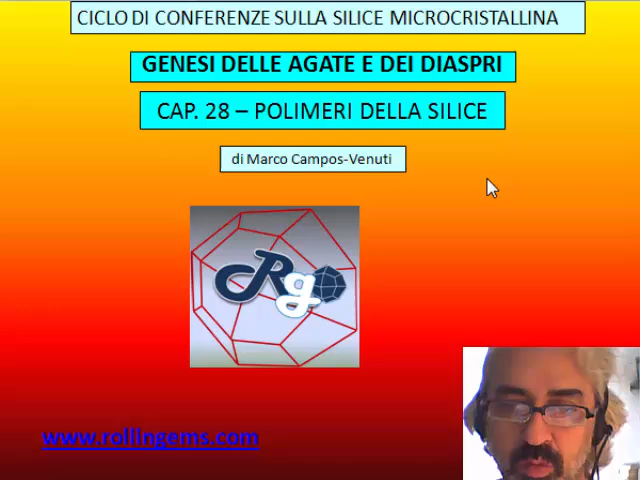 CICLO DI CONFERENZE SULLA SILICE MICROCRISTALLINA
GENESI DELLE AGATE E DEI DIASPRI
CAP. 28 – POLIMERI DELLA SILICE
di Marco Campos-Venuti
Rg
www.rollingems.com